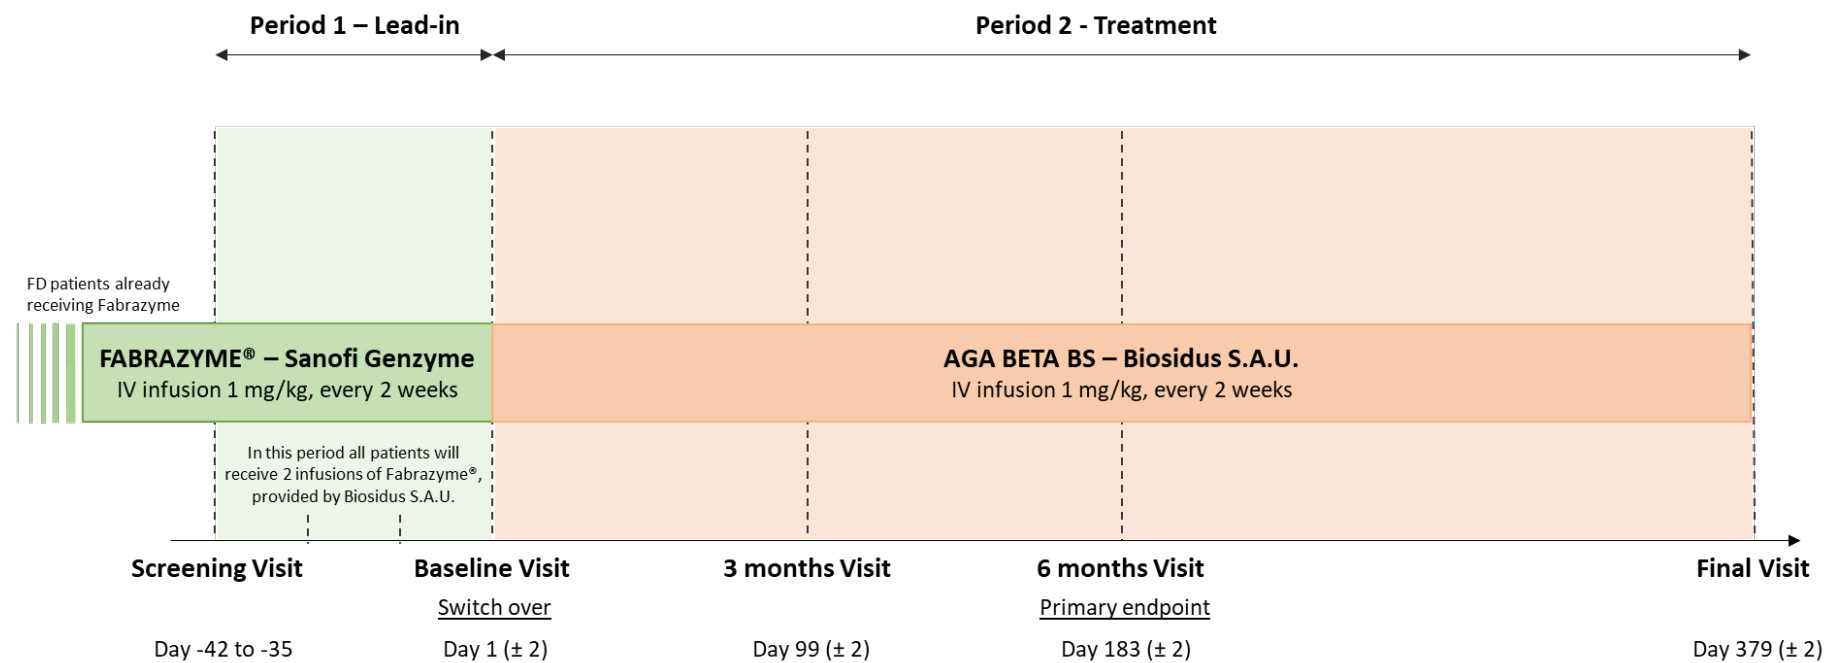 Period 1 – Lead-in
Period 2 - Treatment
FD patients already
receiving Fabrazyme
FABRAZYME® – Sanofi Genzyme
IV infusion 1 mg/kg, every 2 weeks
AGA BETA BS – Biosidus S.A.U.
IV infusion 1 mg/kg, every 2 weeks
In this period all patients will
receive 2 infusions of Fabrazyme®,
provided by Biosidus S.A.U.
Screening Visit
Baseline Visit
3 months Visit
6 months Visit
Final Visit
Switch over
Primary endpoint
Day -42 to -35
Day 1 (± 2)
Day 99 (± 2)
Day 183 (± 2)
Day 379 (± 2)